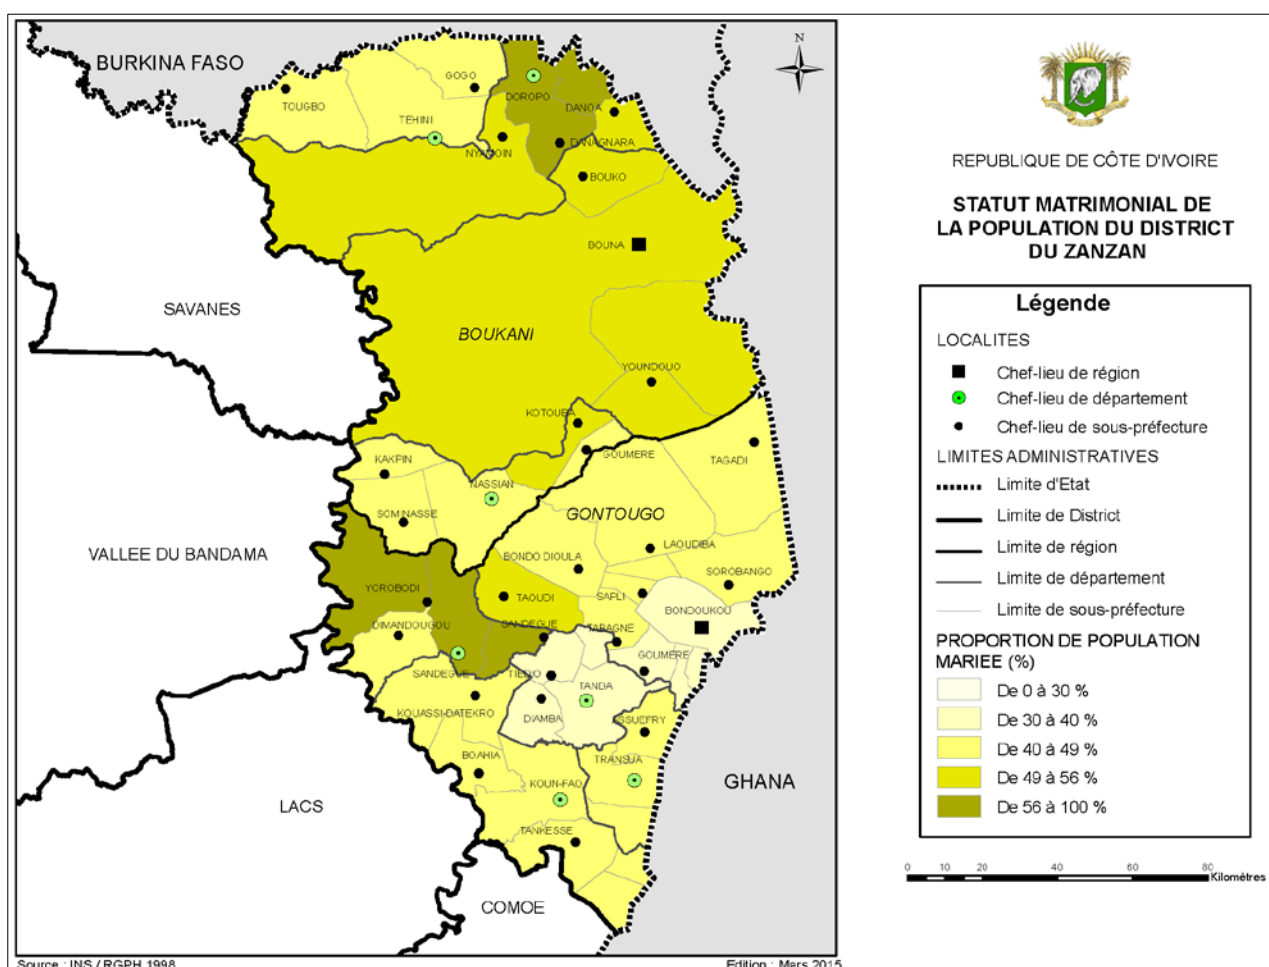 BURKINA FASO
N
GOGO
TOUGBO
DOROPO
DANOA
TEHINI
NYAMOIN
DANAGNARA
BOUKO
BOUNA
SAVANES
BOUKANI
YOUNDOUO
KOTOUBA
KAKPIN
GOUMERE
TAGADI
NASSIAN
SOMINASSE
GONTOUGO
LAOUDIBA
VALLEE DU BANDAMA
BONDO DIOULA
SOROBANGO
YOROBODI
TAOUDI
SAPLI
BONDOUKOU
DIMANDOUGOU
SANDEGUE
TABAGNE
GOUMERE
SANDEGUE
TIEDIO
TANDA
KOUASSI-DATEKRO
DIAMBA
SSUEFRY
BOAHIA
TRANSUA
KOUN-FAO
GHANA
LACS
TANKESSE
COMOE
Source : INS / RGPH 1998
Edition : Mars 2015
REPUBLIQUE DE CÔTE D'IVOIRE
STATUT MATRIMONIAL DE
LA POPULATION DU DISTRICT
DU ZANZAN
Légende
LOCALITES
Chef-lieu de région
Chef-lieu de département
Chef-lieu de sous-préfecture
LIMITES ADMINISTRATIVES
Limite d'Etat
Limite de District
Limite de région
Limite de département
Limite de sous-préfecture
PROPORTION DE POPULATION
MARIEE (%)
De 0 à 30 %
De 30 à 40 %
De 40 à 49 %
De 49 à 56 %
De 56 à 100 %
0 10 20 40 60 80
Kilomètres